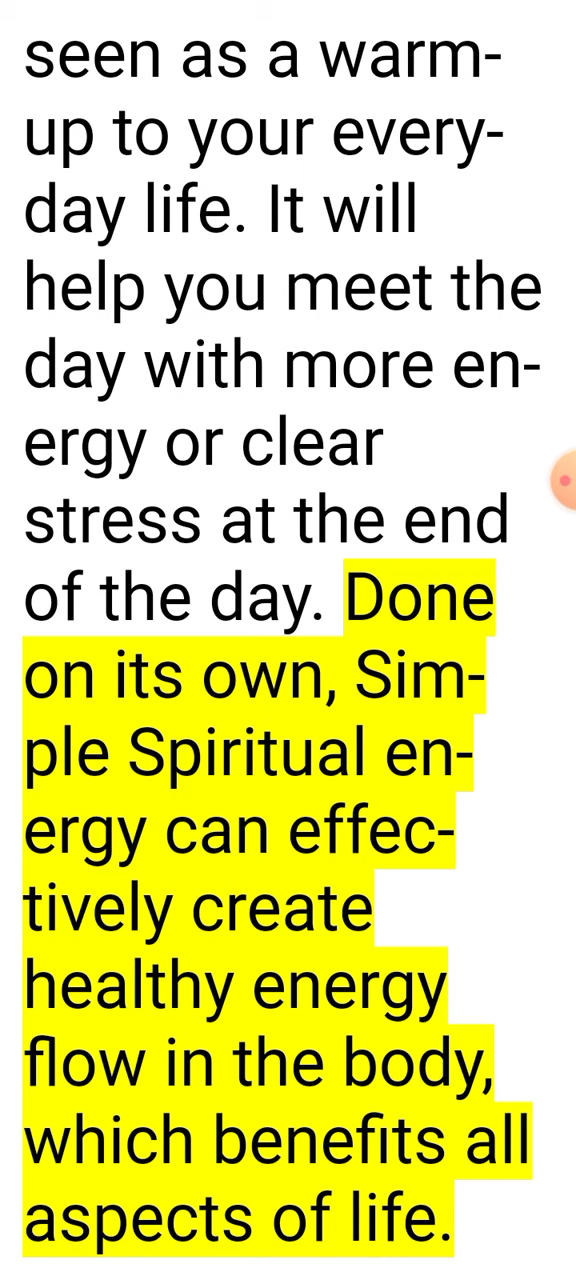 seen as a warm-
up to your every-
day life. It will
help you meet the
day with more en-
ergy or clear
stress at the end
of the day. Done
on its own, Sim-
ple Spiritual en-
ergy can effec-
tively create
healthy energy
flow in the body,
which benefits all
aspects of life.